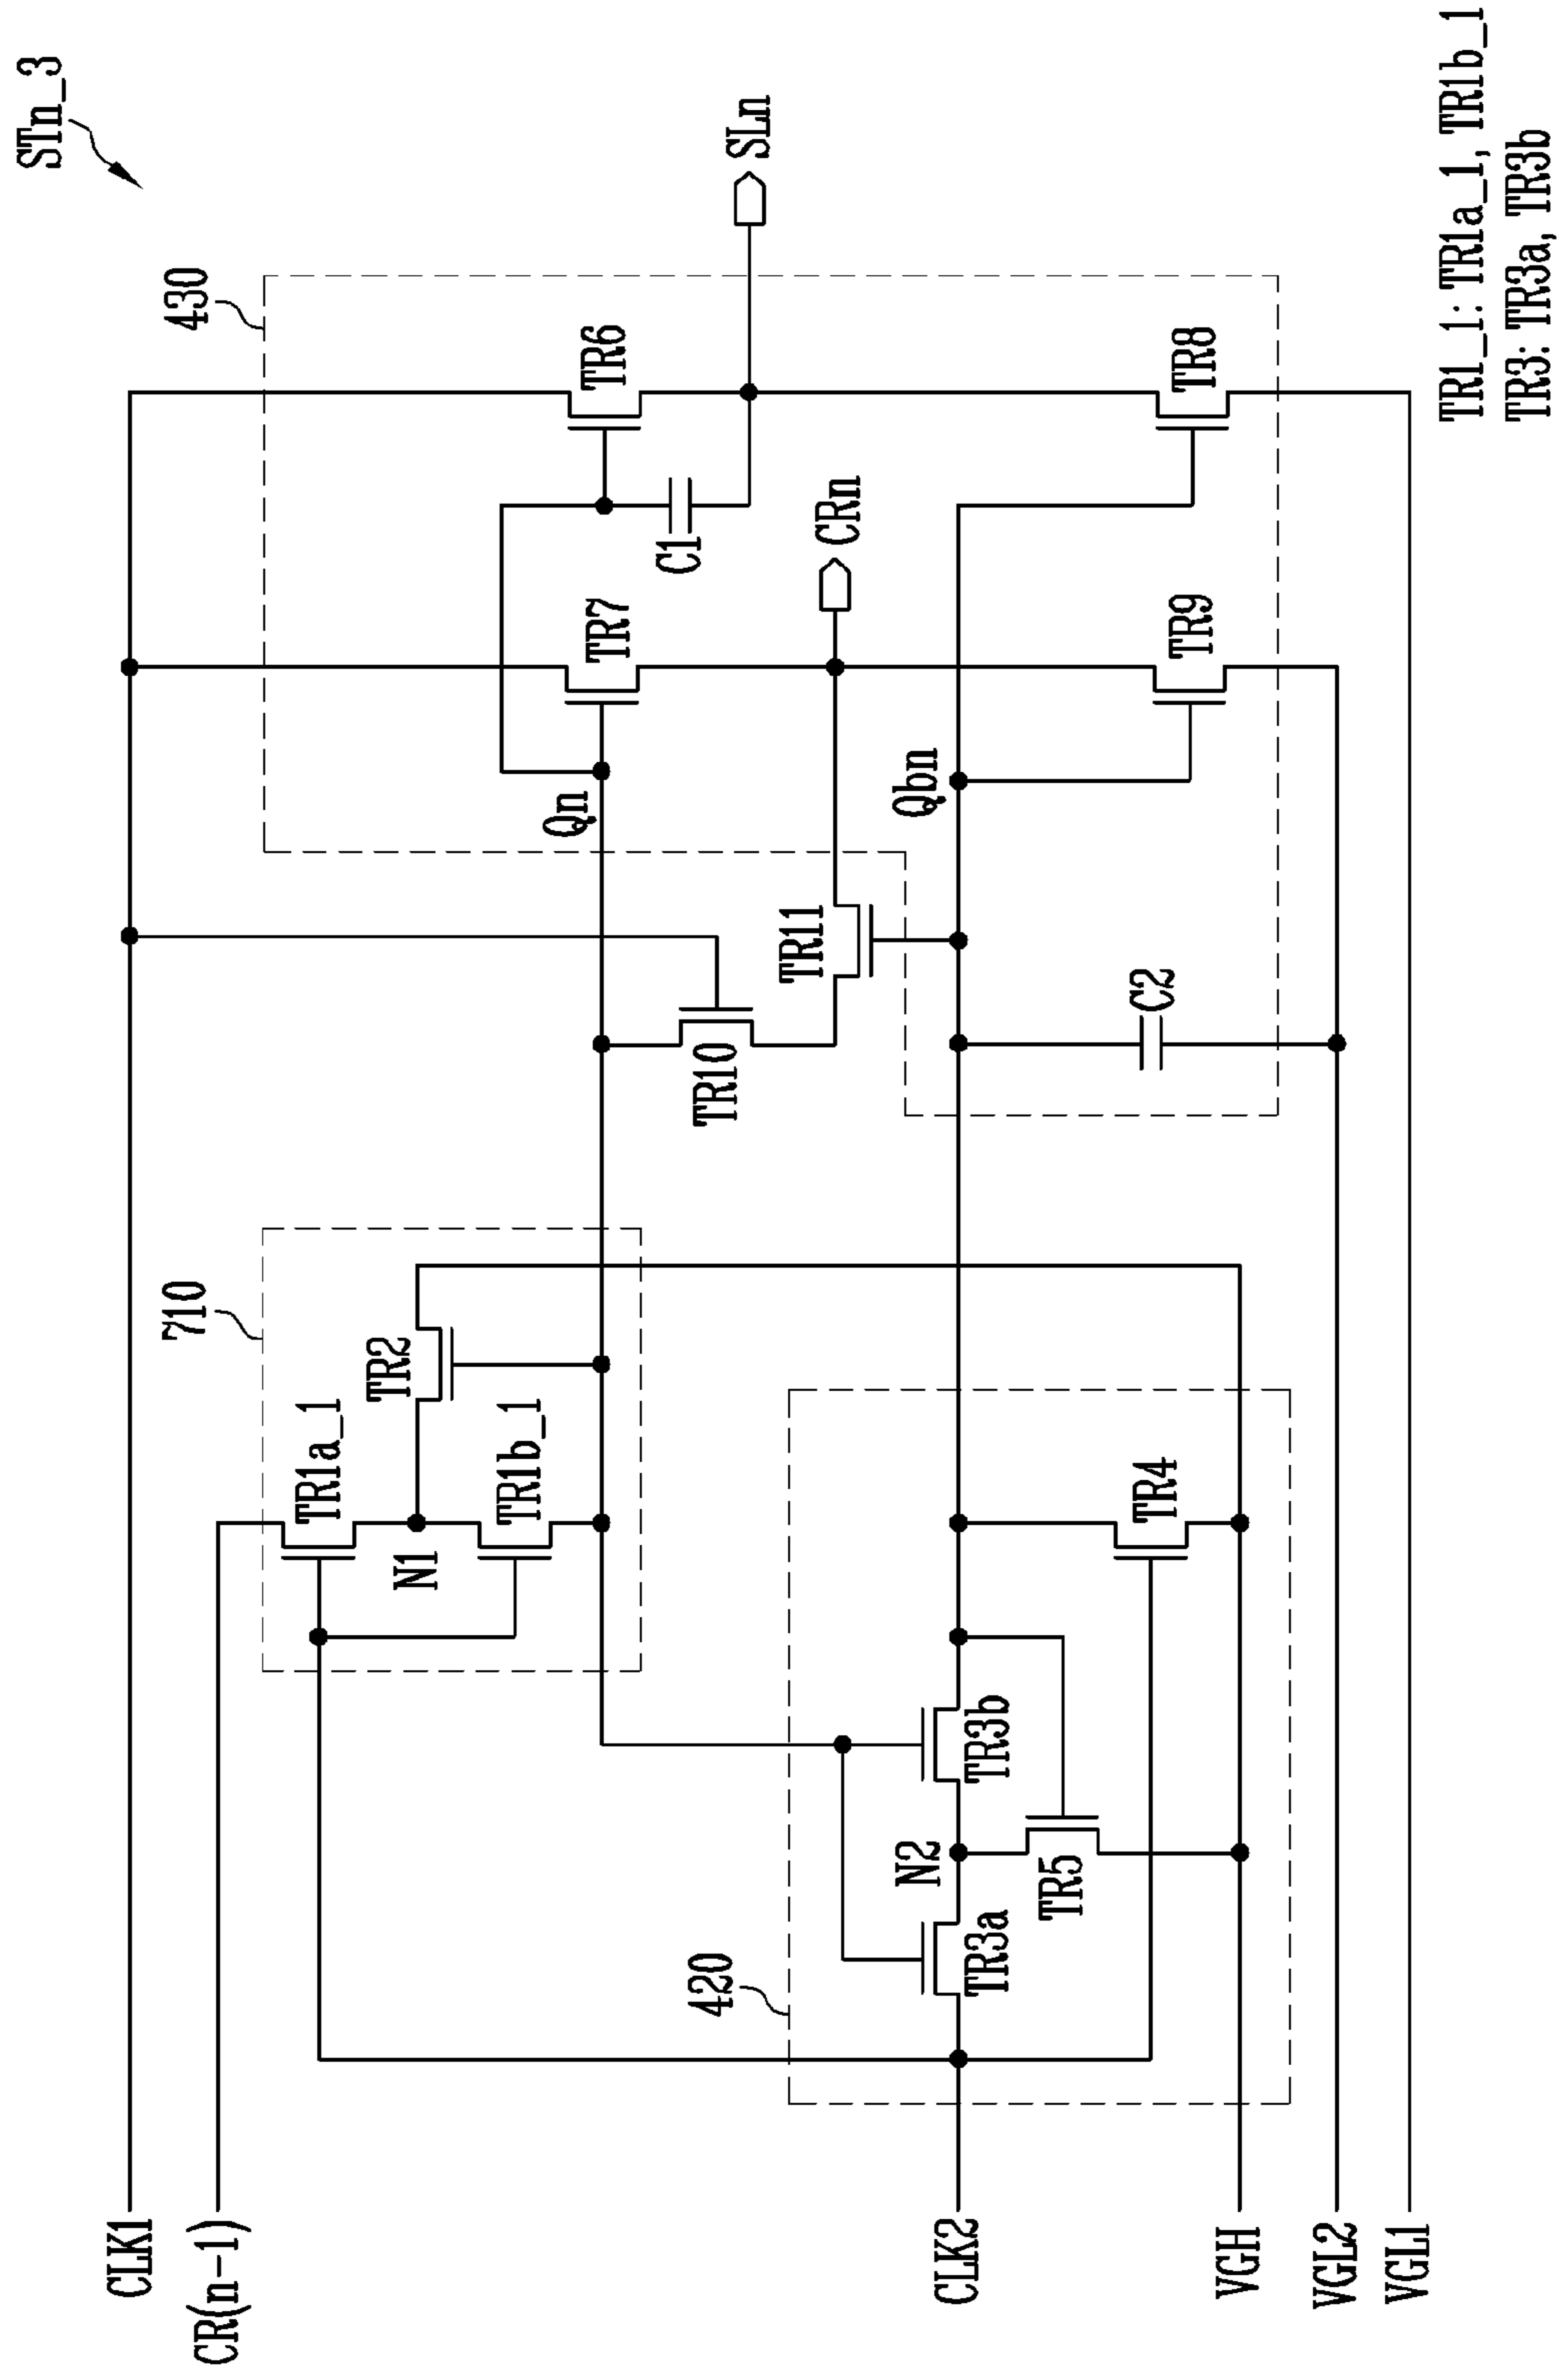 STn_3
430
710
420
CLK1
CR(n-1)
CLK2
VGH
VGL2
VGL1
TR1a_1
N1
TR1b_1
TR2
TR3a
N2
TR3b
TR5
TR4
TR10
TR11
C2
Qn
Qbn
TR7
TR9
C1
TR6
TR8
CRn
SLn
TR1_1: TR1a_1, TR1b_1
TR3: TR3a, TR3b